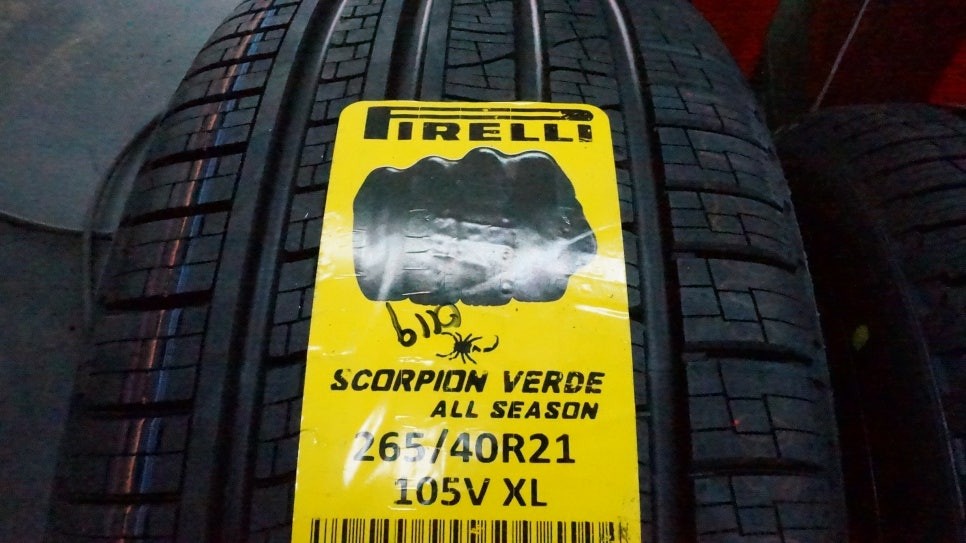 PIRELLI
SCORPION VERDE
ALL SEASON
265/40R21
105V XL